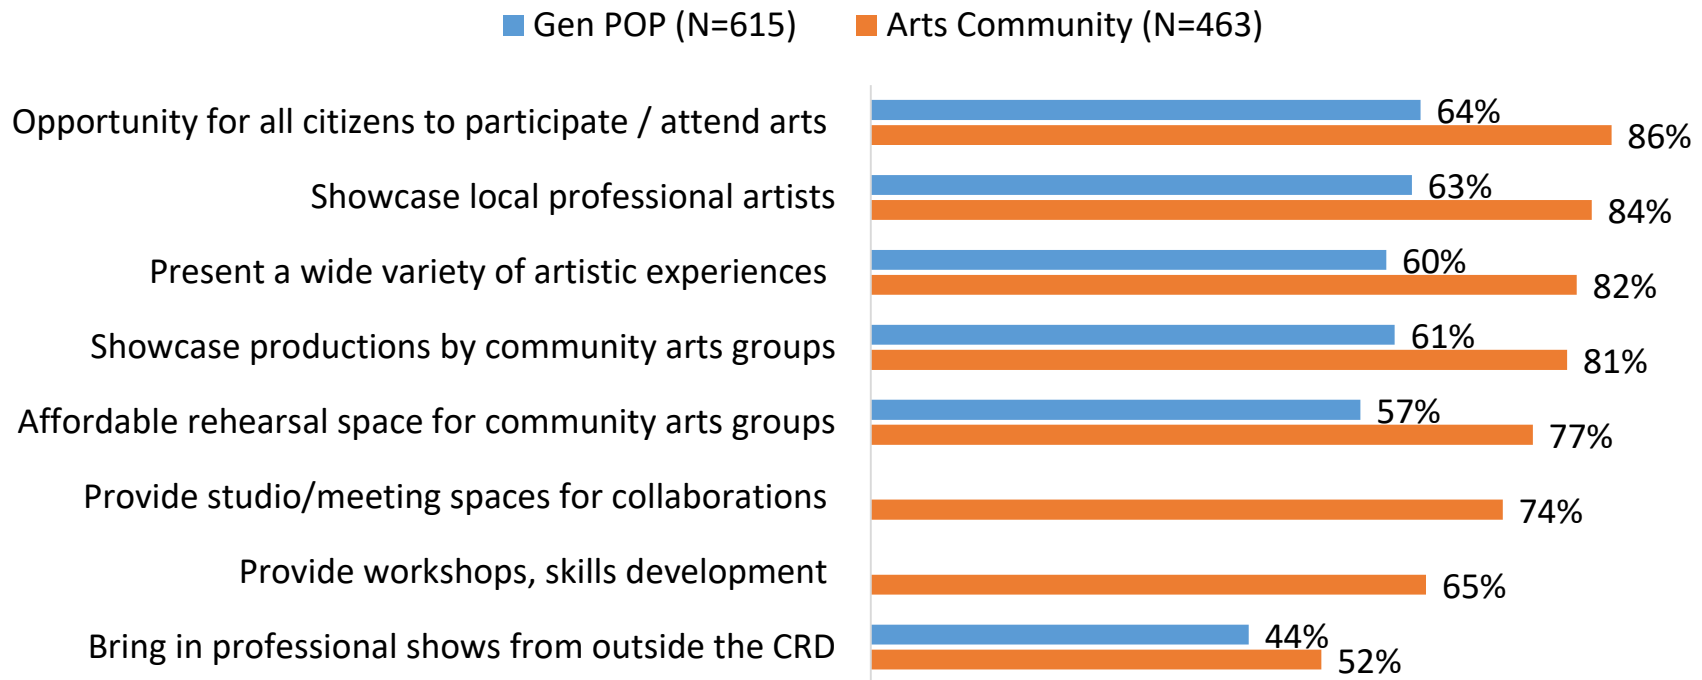 Gen POP (N=615) Arts Community (N=463)
Opportunity for all citizens to participate / attend arts 64% 86%
Showcase local professional artists 63% 84%
Present a wide variety of artistic experiences 60% 82%
Showcase productions by community arts groups 61% 81%
Affordable rehearsal space for community arts groups 57% 77%
Provide studio/meeting spaces for collaborations 74%
Provide workshops, skills development 65%
Bring in professional shows from outside the CRD 44% 52%